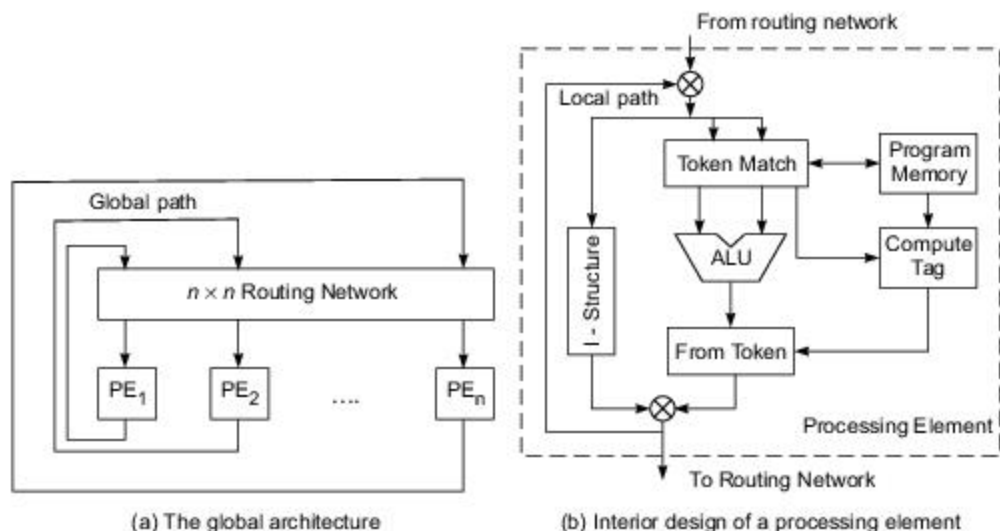 From routing network
Local path
Token Match
Program
Memory
Global path
I - Structure
ALU
Compute
Tag
n × n Routing Network
From Token
PE1
PE2
....
PEn
Processing Element
To Routing Network
(a) The global architecture
(b) Interior design of a processing element